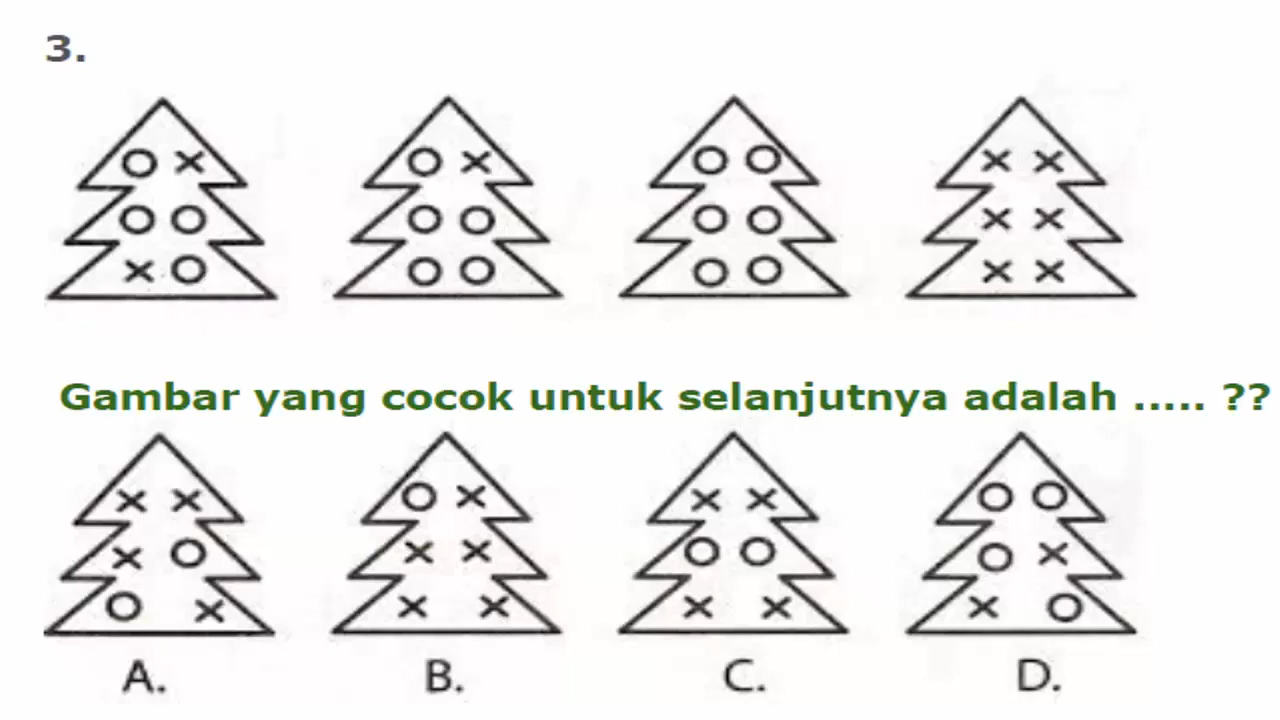 3.
O X O X O O X X
O O O O O O X X
X O O O O O X X
Gambar yang cocok untuk selanjutnya adalah ..... ??
X X O X X X O O
X O X X O O O X
O X X X X X X O
A. B. C. D.